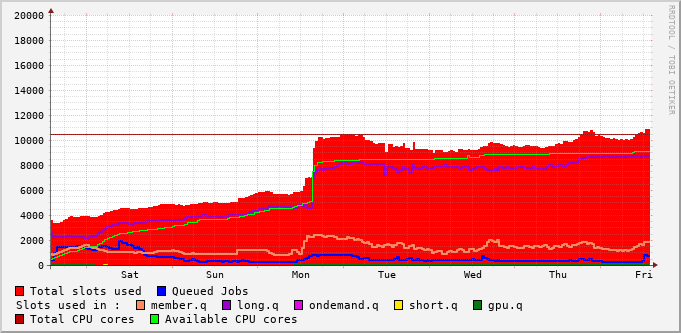 RRDTOOL / TOBI OETIKER
20000
18000
16000
14000
12000
10000
8000
6000
4000
2000
0
Sat Sun Mon Tue Wed Thu Fri
Total slots used Queued Jobs
Slots used in : member.q long.q ondemand.q short.q gpu.q
Total CPU cores Available CPU cores